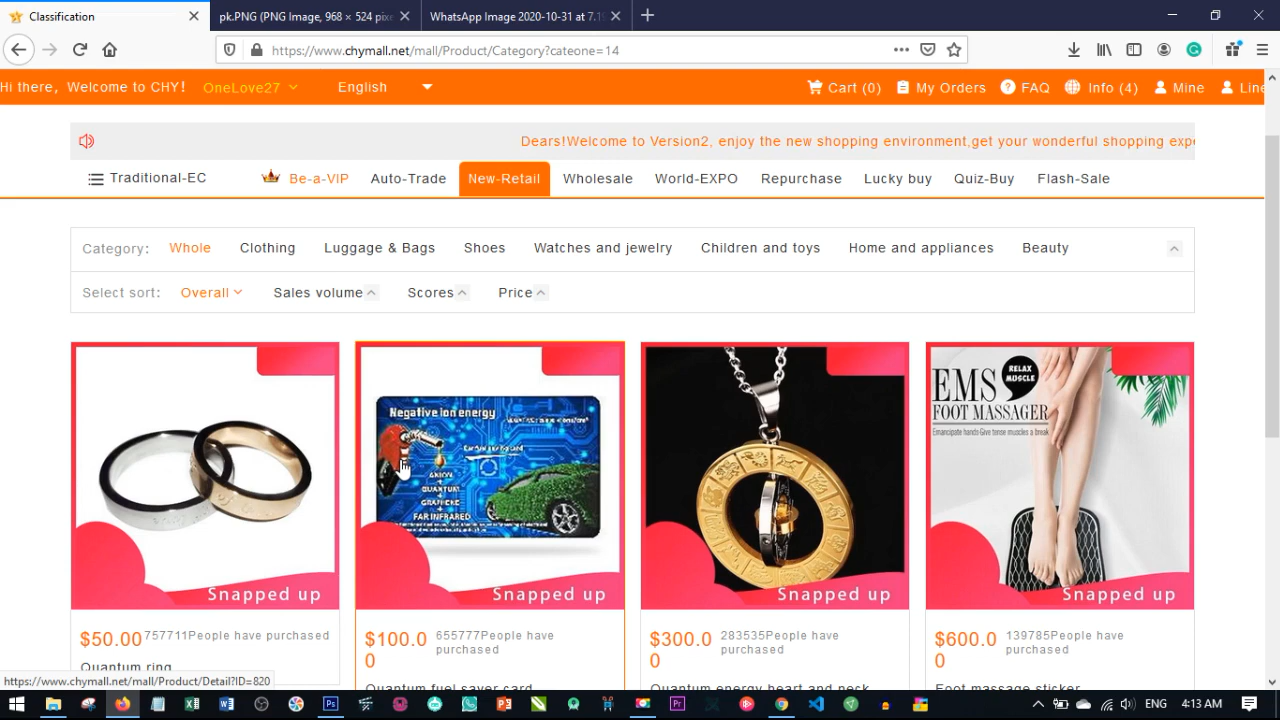 Classification
pk.PNG (PNG Image, 968 × 524 pixe
WhatsApp Image 2020-10-31 at 7.1
https://www.chymall.net/mall/Product/Category?cateone=14
Hi there, Welcome to CHY!
OneLove27
English
Cart (0)
My Orders
FAQ
Info (4)
Mine
Line
Dears!Welcome to Version2, enjoy the new shopping environment,get your wonderful shopping expe
Traditional-EC
Be-a-VIP
Auto-Trade
New-Retail
Wholesale
World-EXPO
Repurchase
Lucky buy
Quiz-Buy
Flash-Sale
Category:
Whole
Clothing
Luggage & Bags
Shoes
Watches and jewelry
Children and toys
Home and appliances
Beauty
Select sort:
Overall
Sales volume
Scores
Price
Snapped up
Negative ion energy
ANION
+
QUANTUM
+
GRAPHENE
+
FAR INFRARED
Snapped up
Snapped up
EMS
RELAX
MUSCLE
FOOT MASSAGER
Emancipate hands·Give tense muscles a break
Snapped up
$50.00
757711People have purchased
Quantum ring
$100.0
0
655777People have
purchased
Quantum fuel saver card
$300.0
0
283535People have
purchased
Quantum energy heart and neck
$600.0
0
139785People have
purchased
Foot massage sticker
https://www.chymall.net/mall/Product/Detail?ID=820
ENG
4:13 AM